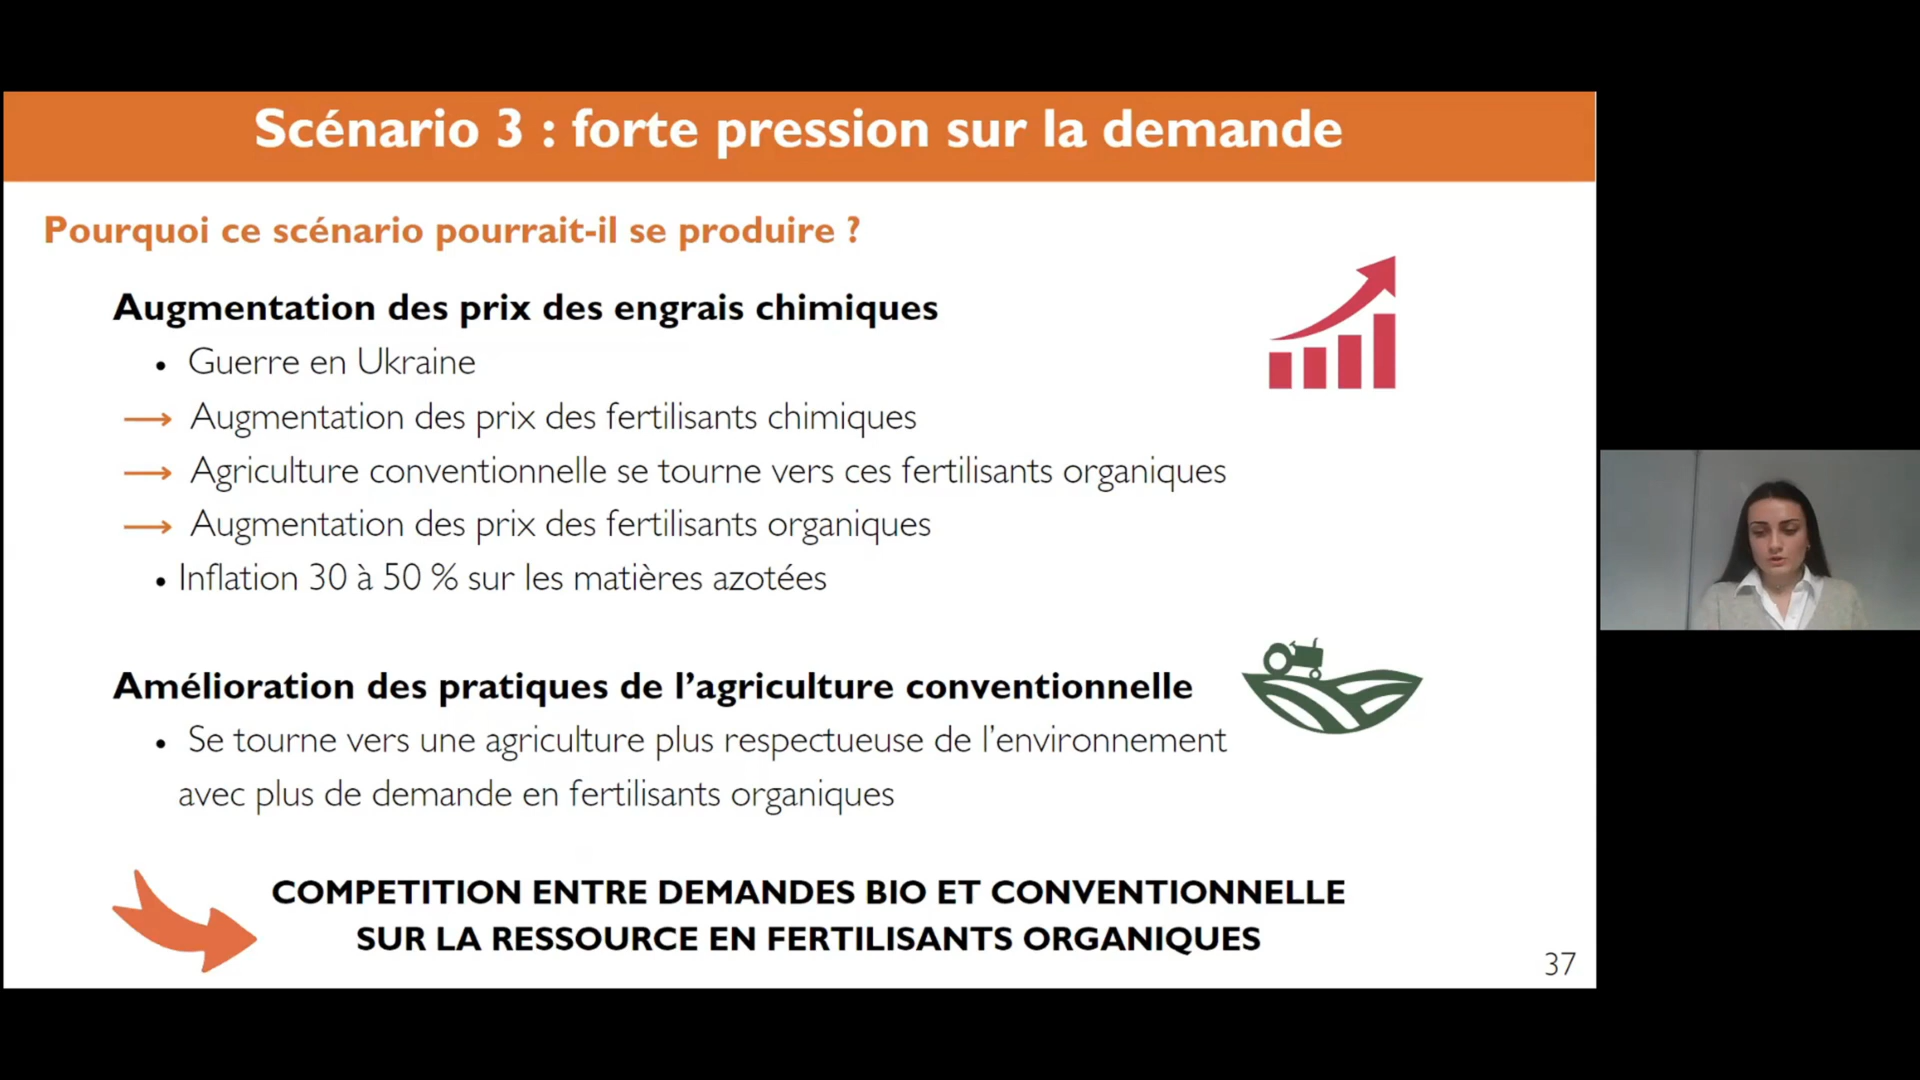 Scénario 3 : forte pression sur la demande
Pourquoi ce scénario pourrait-il se produire ?
Augmentation des prix des engrais chimiques
• Guerre en Ukraine
→ Augmentation des prix des fertilisants chimiques
→ Agriculture conventionnelle se tourne vers ces fertilisants organiques
→ Augmentation des prix des fertilisants organiques
• Inflation 30 à 50 % sur les matières azotées
Amélioration des pratiques de l’agriculture conventionnelle
• Se tourne vers une agriculture plus respectueuse de l’environnement
avec plus de demande en fertilisants organiques
COMPETITION ENTRE DEMANDES BIO ET CONVENTIONNELLE
SUR LA RESSOURCE EN FERTILISANTS ORGANIQUES
37